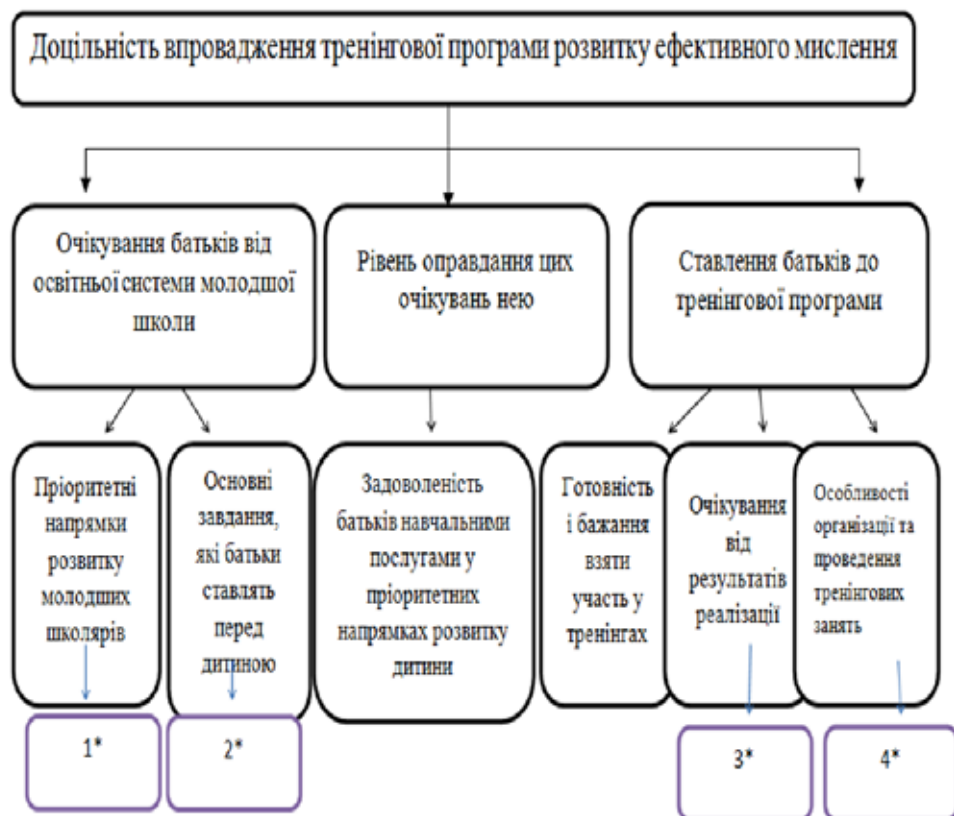 Доцільність впровадження тренінгової програми розвитку ефективного мислення
Очікування батьків від
освітньої системи молодшої
школи
Рівень оправдання цих
очікувань нею
Ставлення батьків до
тренінгової програми
Пріоритетні
напрямки
розвитку
молодших
школярів
Основні
завдання,
які батьки
ставлять
перед
дитиною
Задоволеність
батьків навчальними
послугами у
пріоритетних
напрямках розвитку
дитини
Готовність
і бажання
взяти
участь у
тренінгах
Очікування
від
результатів
реалізації
Особливості
організації та
проведення
тренінгових
занять
1*
2*
3*
4*